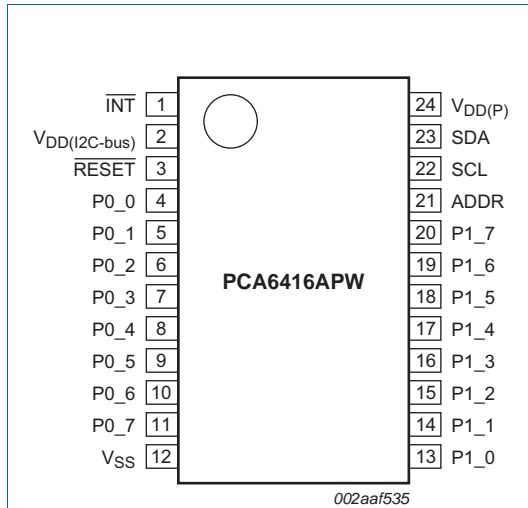 I̅N̅T̅ 1
VDD(I2C-bus) 2
R̅E̅S̅E̅T̅ 3
P0_0 4
P0_1 5
P0_2 6
P0_3 7
P0_4 8
P0_5 9
P0_6 10
P0_7 11
VSS 12
PCA6416APW
24 VDD(P)
23 SDA
22 SCL
21 ADDR
20 P1_7
19 P1_6
18 P1_5
17 P1_4
16 P1_3
15 P1_2
14 P1_1
13 P1_0
002aaf535